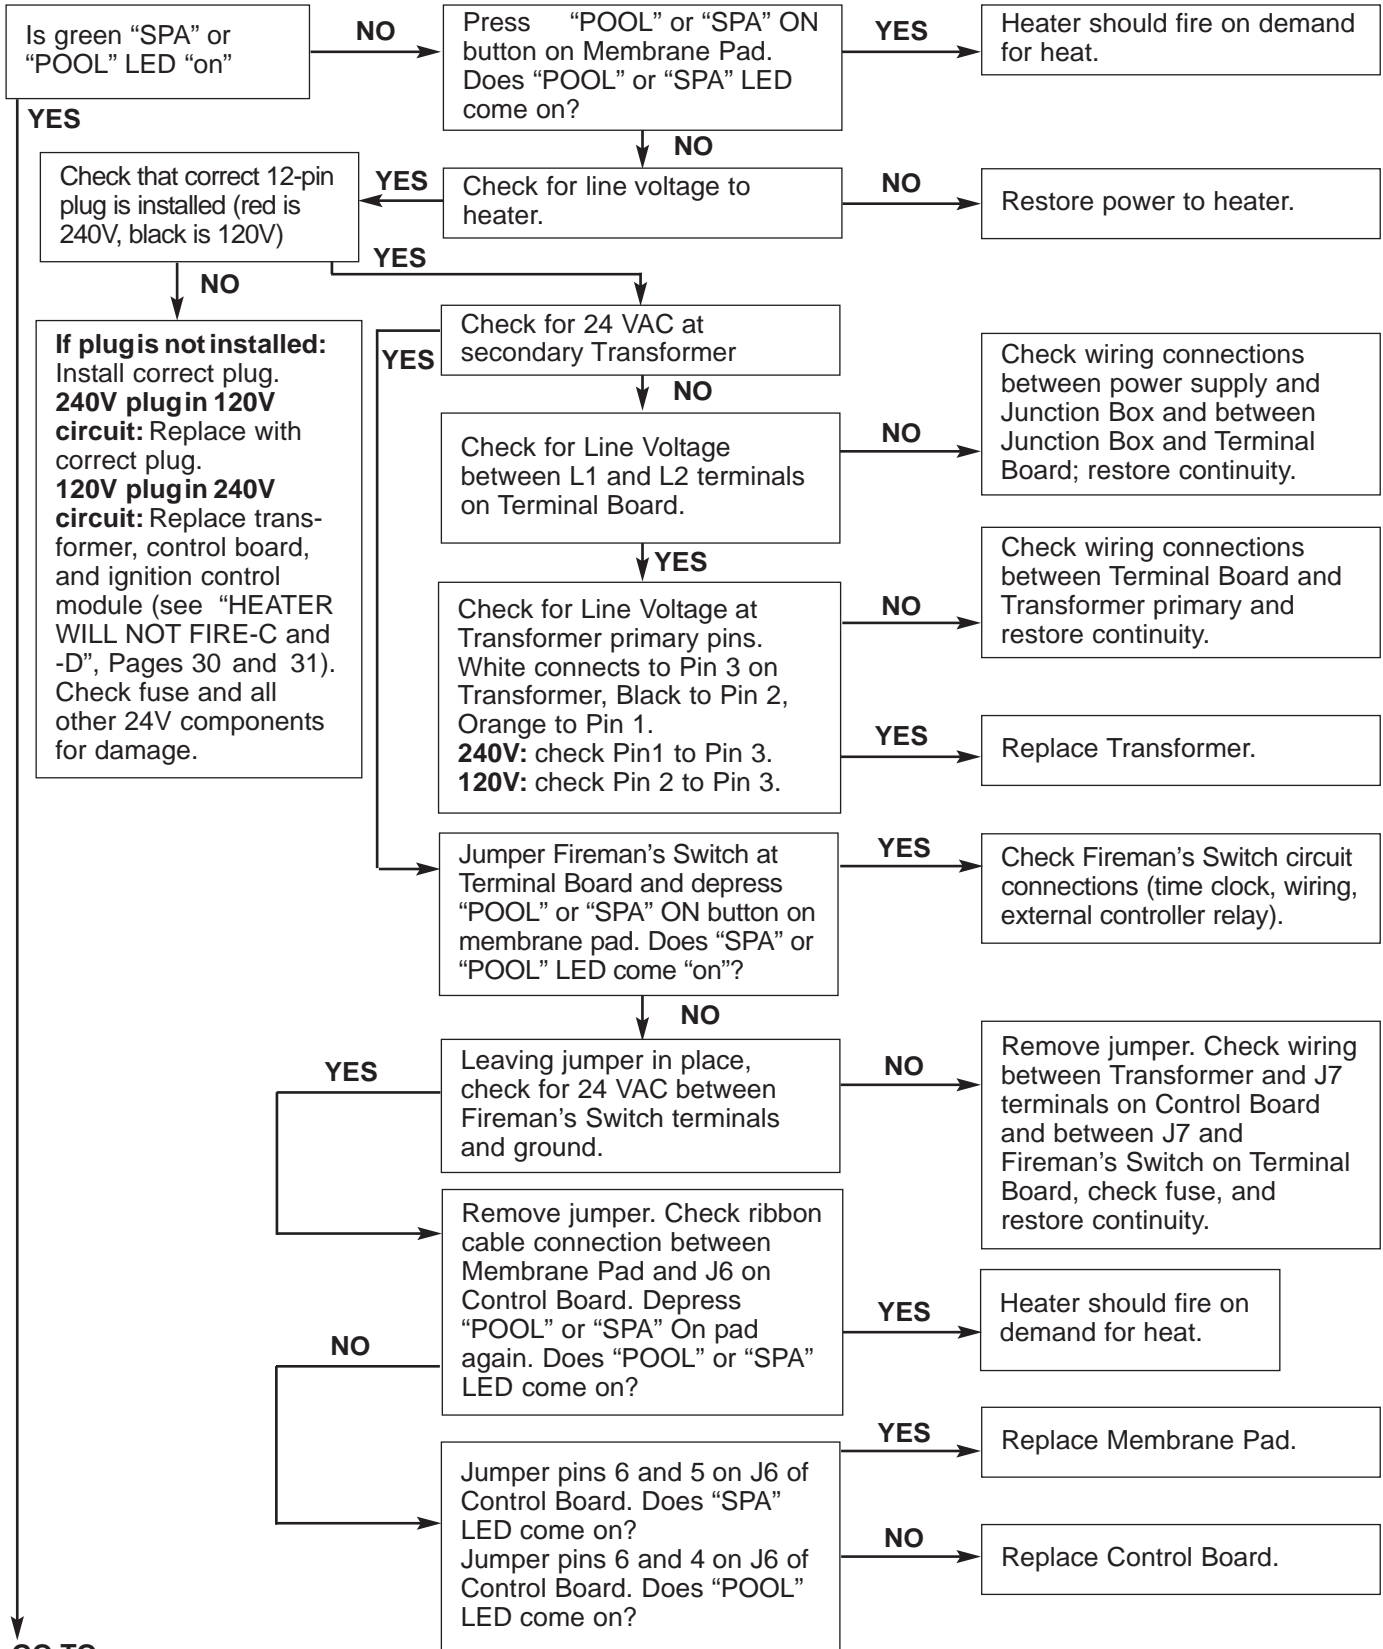 Is green “SPA” or
“POOL” LED “on”
NO
Press “POOL” or “SPA” ON
button on Membrane Pad.
Does “POOL” or “SPA” LED
come on?
YES
Heater should fire on demand
for heat.
YES
NO
Check that correct 12-pin
plug is installed (red is
240V, black is 120V)
YES
Check for line voltage to
heater.
NO
Restore power to heater.
NO
YES
If plug is not installed:
Install correct plug.
240V plug in 120V
circuit: Replace with
correct plug.
120V plug in 240V
circuit: Replace trans-
former, control board,
and ignition control
module (see “HEATER
WILL NOT FIRE-C and
-D”, Pages 30 and 31).
Check fuse and all
other 24V components
for damage.
YES
Check for 24 VAC at
secondary Transformer
NO
Check for Line Voltage
between L1 and L2 terminals
on Terminal Board.
NO
Check wiring connections
between power supply and
Junction Box and between
Junction Box and Terminal
Board; restore continuity.
YES
Check for Line Voltage at
Transformer primary pins.
White connects to Pin 3 on
Transformer, Black to Pin 2,
Orange to Pin 1.
240V: check Pin1 to Pin 3.
120V: check Pin 2 to Pin 3.
NO
Check wiring connections
between Terminal Board and
Transformer primary and
restore continuity.
YES
Replace Transformer.
Jumper Fireman’s Switch at
Terminal Board and depress
“POOL” or “SPA” ON button on
membrane pad. Does “SPA” or
“POOL” LED come “on”?
YES
Check Fireman’s Switch circuit
connections (time clock, wiring,
external controller relay).
NO
YES
Leaving jumper in place,
check for 24 VAC between
Fireman’s Switch terminals
and ground.
NO
Remove jumper. Check wiring
between Transformer and J7
terminals on Control Board
and between J7 and
Fireman’s Switch on Terminal
Board, check fuse, and
restore continuity.
NO
Remove jumper. Check ribbon
cable connection between
Membrane Pad and J6 on
Control Board. Depress
“POOL” or “SPA” On pad
again. Does “POOL” or “SPA”
LED come on?
YES
Heater should fire on
demand for heat.
Jumper pins 6 and 5 on J6 of
Control Board. Does “SPA”
LED come on?
Jumper pins 6 and 4 on J6 of
Control Board. Does “POOL”
LED come on?
YES
Replace Membrane Pad.
NO
Replace Control Board.
GO TO